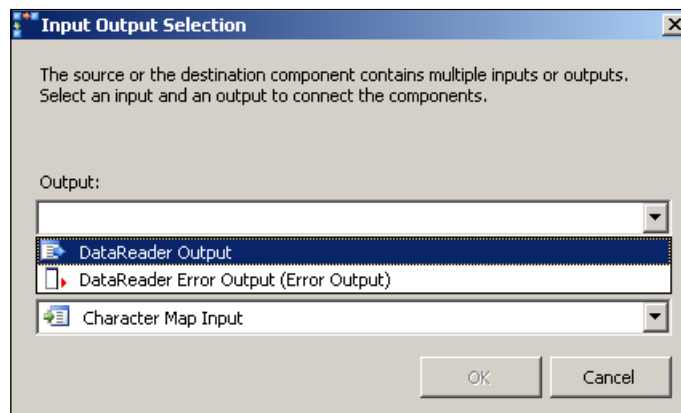 Input Output Selection
The source or the destination component contains multiple inputs or outputs.
Select an input and an output to connect the components.
Output:
DataReader Output
DataReader Error Output (Error Output)
Character Map Input
OK
Cancel